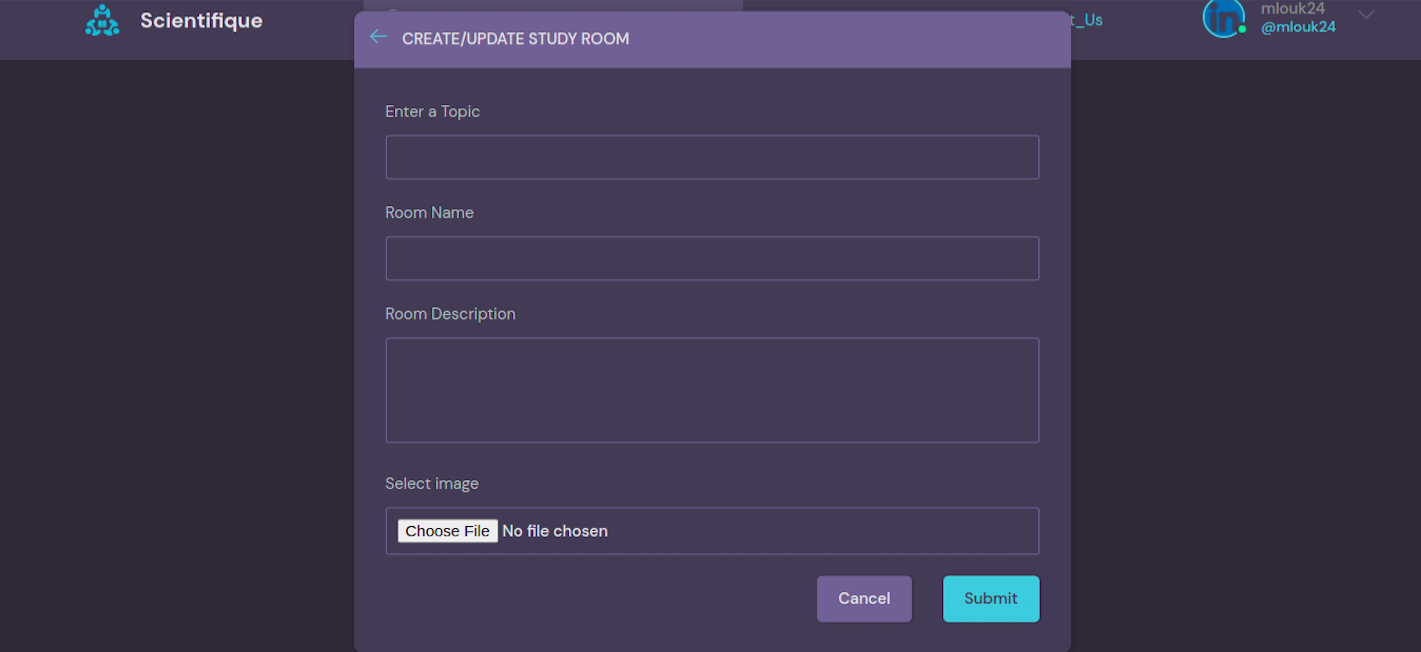 Scientifique
t_Us
mlouk24
@mlouk24
CREATE/UPDATE STUDY ROOM
Enter a Topic
Room Name
Room Description
Select image
Choose File No file chosen
Cancel
Submit